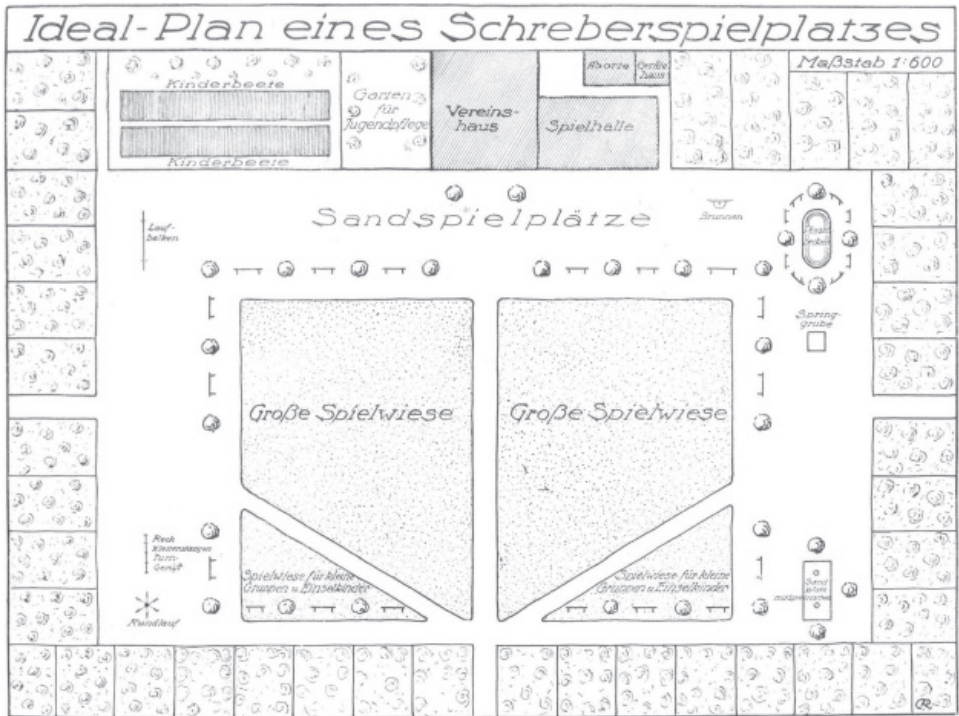 Ideal-Plan eines Schreberspielplatzes
Maßstab 1:600
Kinderbeete
Kinderbeete
Garten
für
Jugendpflege
Vereins-
haus
Spielhalle
Aborte
Geräte
haus
Sandspielplätze
Brunnen
Lauf-
balken
Spring-
grube
Große Spielwiese
Große Spielwiese
Reck
Kletterstangen
Turn-
Gerüst
Rundlauf
Spielwiese für kleine
Gruppen u. Einzelkinder
Spielwiese für kleine
Gruppen u. Einzelkinder
Sand